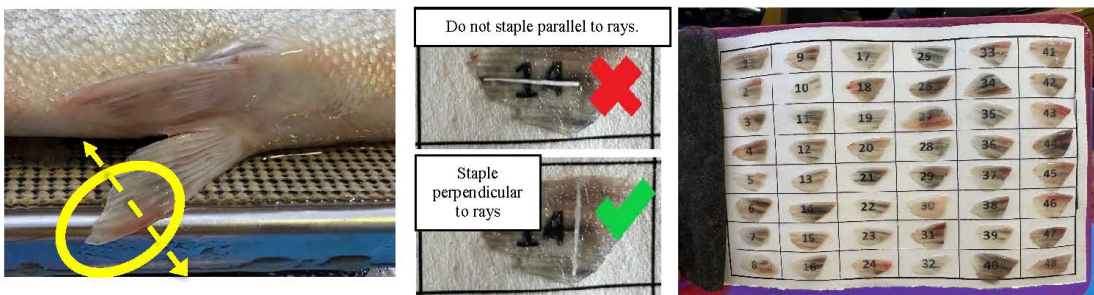 Do not staple parallel to rays.
14
Staple
perpendicular
to rays
14
1 9 17 25 33 41
2 10 18 26 34 42
3 11 19 27 35 43
4 12 20 28 36 44
5 13 21 29 37 45
6 14 22 30 38 46
7 15 23 31 39 47
8 16 24 32 40 48